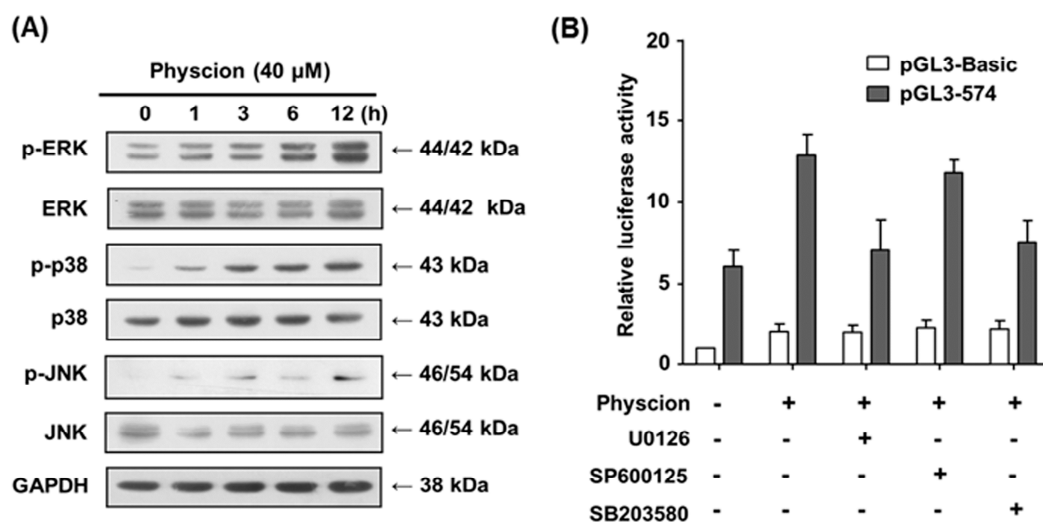 (A)
Physcion (40 µM)
0 1 3 6 12 (h)
p-ERK ← 44/42 kDa
ERK ← 44/42 kDa
p-p38 ← 43 kDa
p38 ← 43 kDa
p-JNK ← 46/54 kDa
JNK ← 46/54 kDa
GAPDH ← 38 kDa
(B)
Relative luciferase activity
20
15
10
5
0
pGL3-Basic
pGL3-574
Physcion - + + + +
U0126 - - + - -
SP600125 - - - + -
SB203580 - - - - +